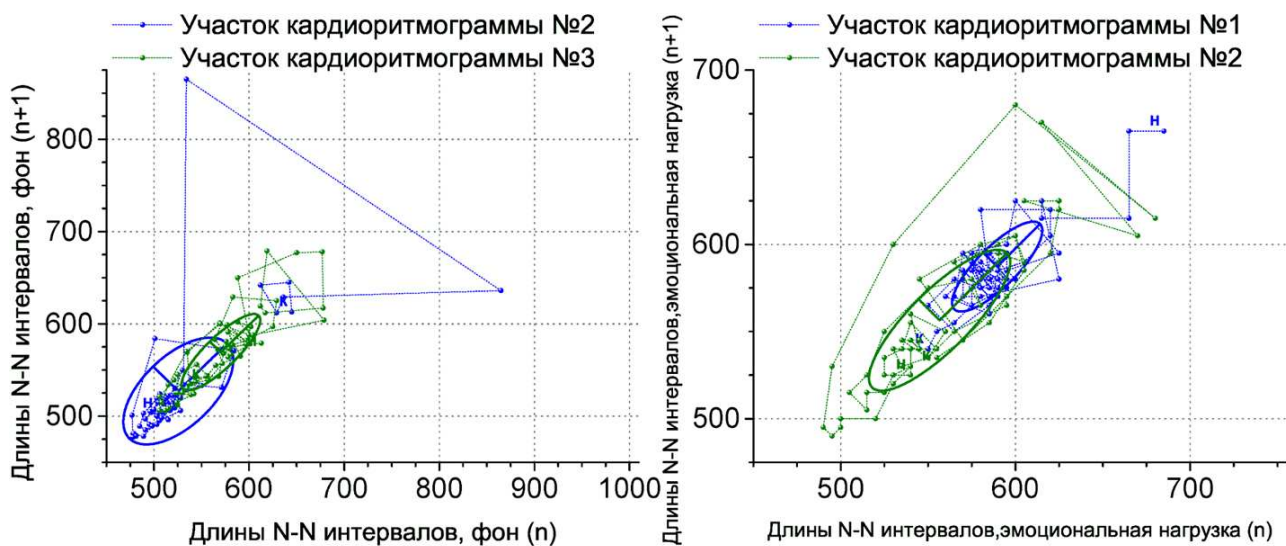 Участок кардиоритмограммы №2
Участок кардиоритмограммы №3
Длины N-N интервалов, фон (n+1)
800
700
600
500
Н
К
500 600 700 800 900 1000
Длины N-N интервалов, фон (n)
Участок кардиоритмограммы №1
Участок кардиоритмограммы №2
Длины N-N интервалов,эмоциональная нагрузка (n+1)
700
600
500
Н
К
Н
500 600 700
Длины N-N интервалов,эмоциональная нагрузка (n)